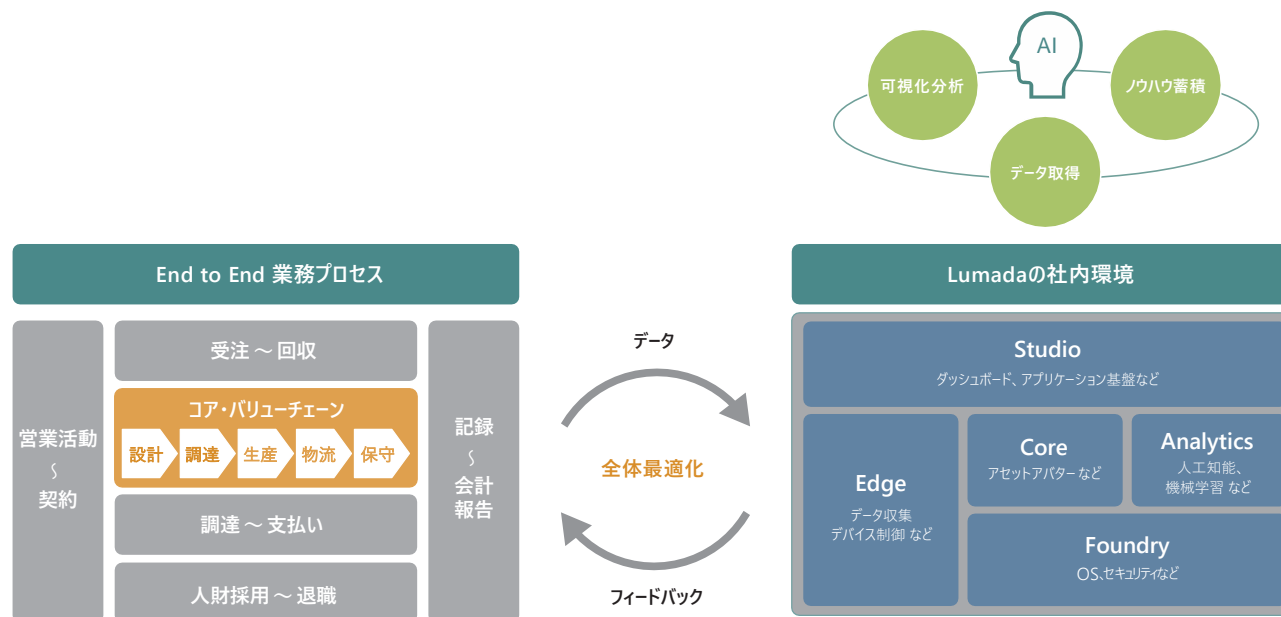 AI
可視化分析
ノウハウ蓄積
データ取得
End to End 業務プロセス
営業活動
～
契約
受注 ～ 回収
コア・バリューチェーン
設計
調達
生産
物流
保守
調達 ～ 支払い
人財採用 ～ 退職
記録
～
会計
報告
データ
全体最適化
フィードバック
Lumadaの社内環境
Studio
ダッシュボード、アプリケーション基盤など
Edge
データ収集
デバイス制御 など
Core
アセットアバター など
Analytics
人工知能、
機械学習 など
Foundry
OS、セキュリティなど